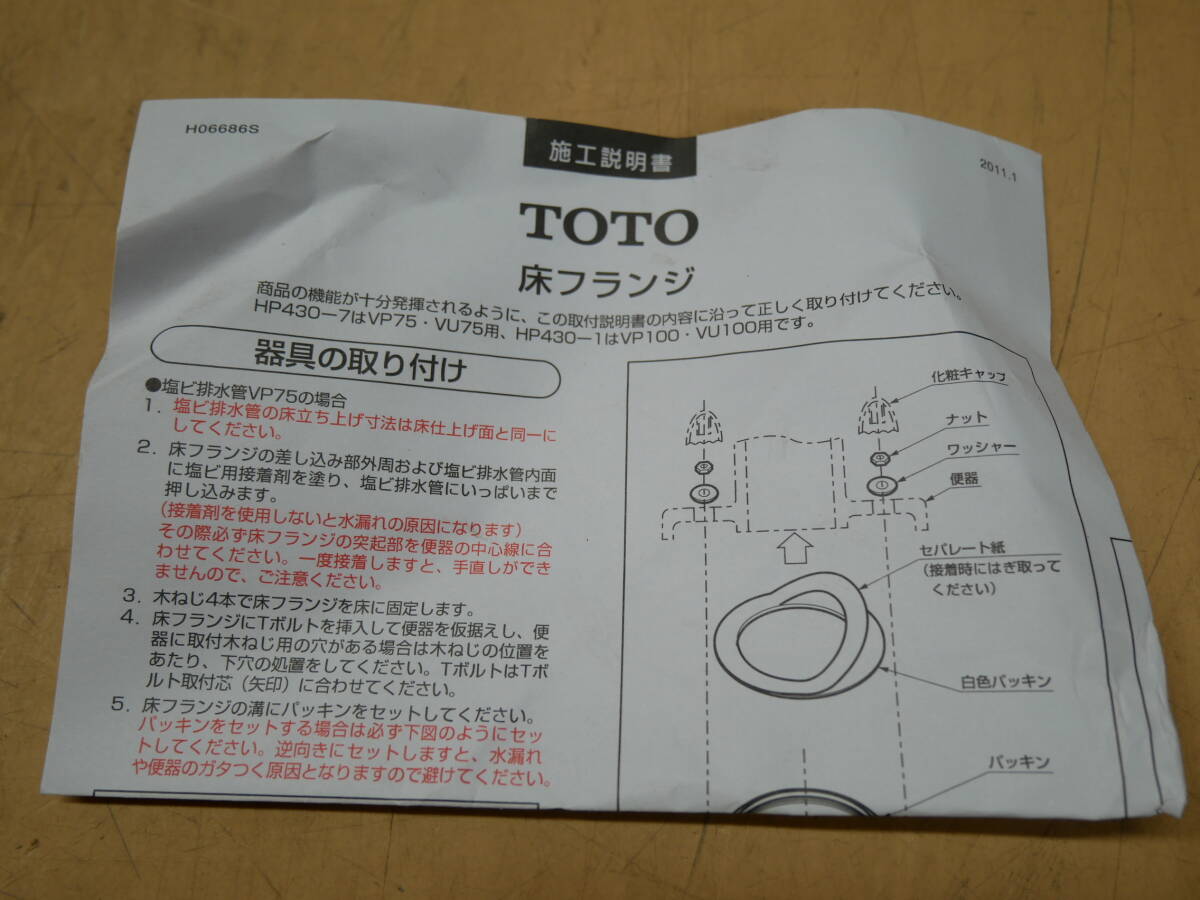 H06686S
施工説明書
2011.1
TOTO
床フランジ
商品の機能が十分発揮されるように、この取付説明書の内容に沿って正しく取り付けてください。
HP430−7はVP75・VU75用、HP430−1はVP100・VU100用です。
器具の取り付け
●塩ビ排水管VP75の場合
1. 塩ビ排水管の床立ち上げ寸法は床仕上げ面と同一に
してください。
2. 床フランジの差し込み部外周および塩ビ排水管内面
に塩ビ用接着剤を塗り、塩ビ排水管にいっぱいまで
押し込みます。
(接着剤を使用しないと水漏れの原因になります)
その際必ず床フランジの突起部を便器の中心線に合
わせてください。一度接着しますと、手直しができ
ませんので、ご注意ください。
3. 木ねじ4本で床フランジを床に固定します。
4. 床フランジにTボルトを挿入して便器を仮据えし、便
器に取付木ねじ用の穴がある場合は木ねじの位置を
あたり、下穴の処置をしてください。TボルトはTボ
ルト取付芯(矢印)に合わせてください。
5. 床フランジの溝にパッキンをセットしてください。
パッキンをセットする場合は必ず下図のようにセッ
トしてください。逆向きにセットしますと、水漏れ
や便器のガタつく原因となりますので避けてください。
化粧キャップ
ナット
ワッシャー
便器
セパレート紙
(接着時にはぎ取って
ください)
白色パッキン
パッキン